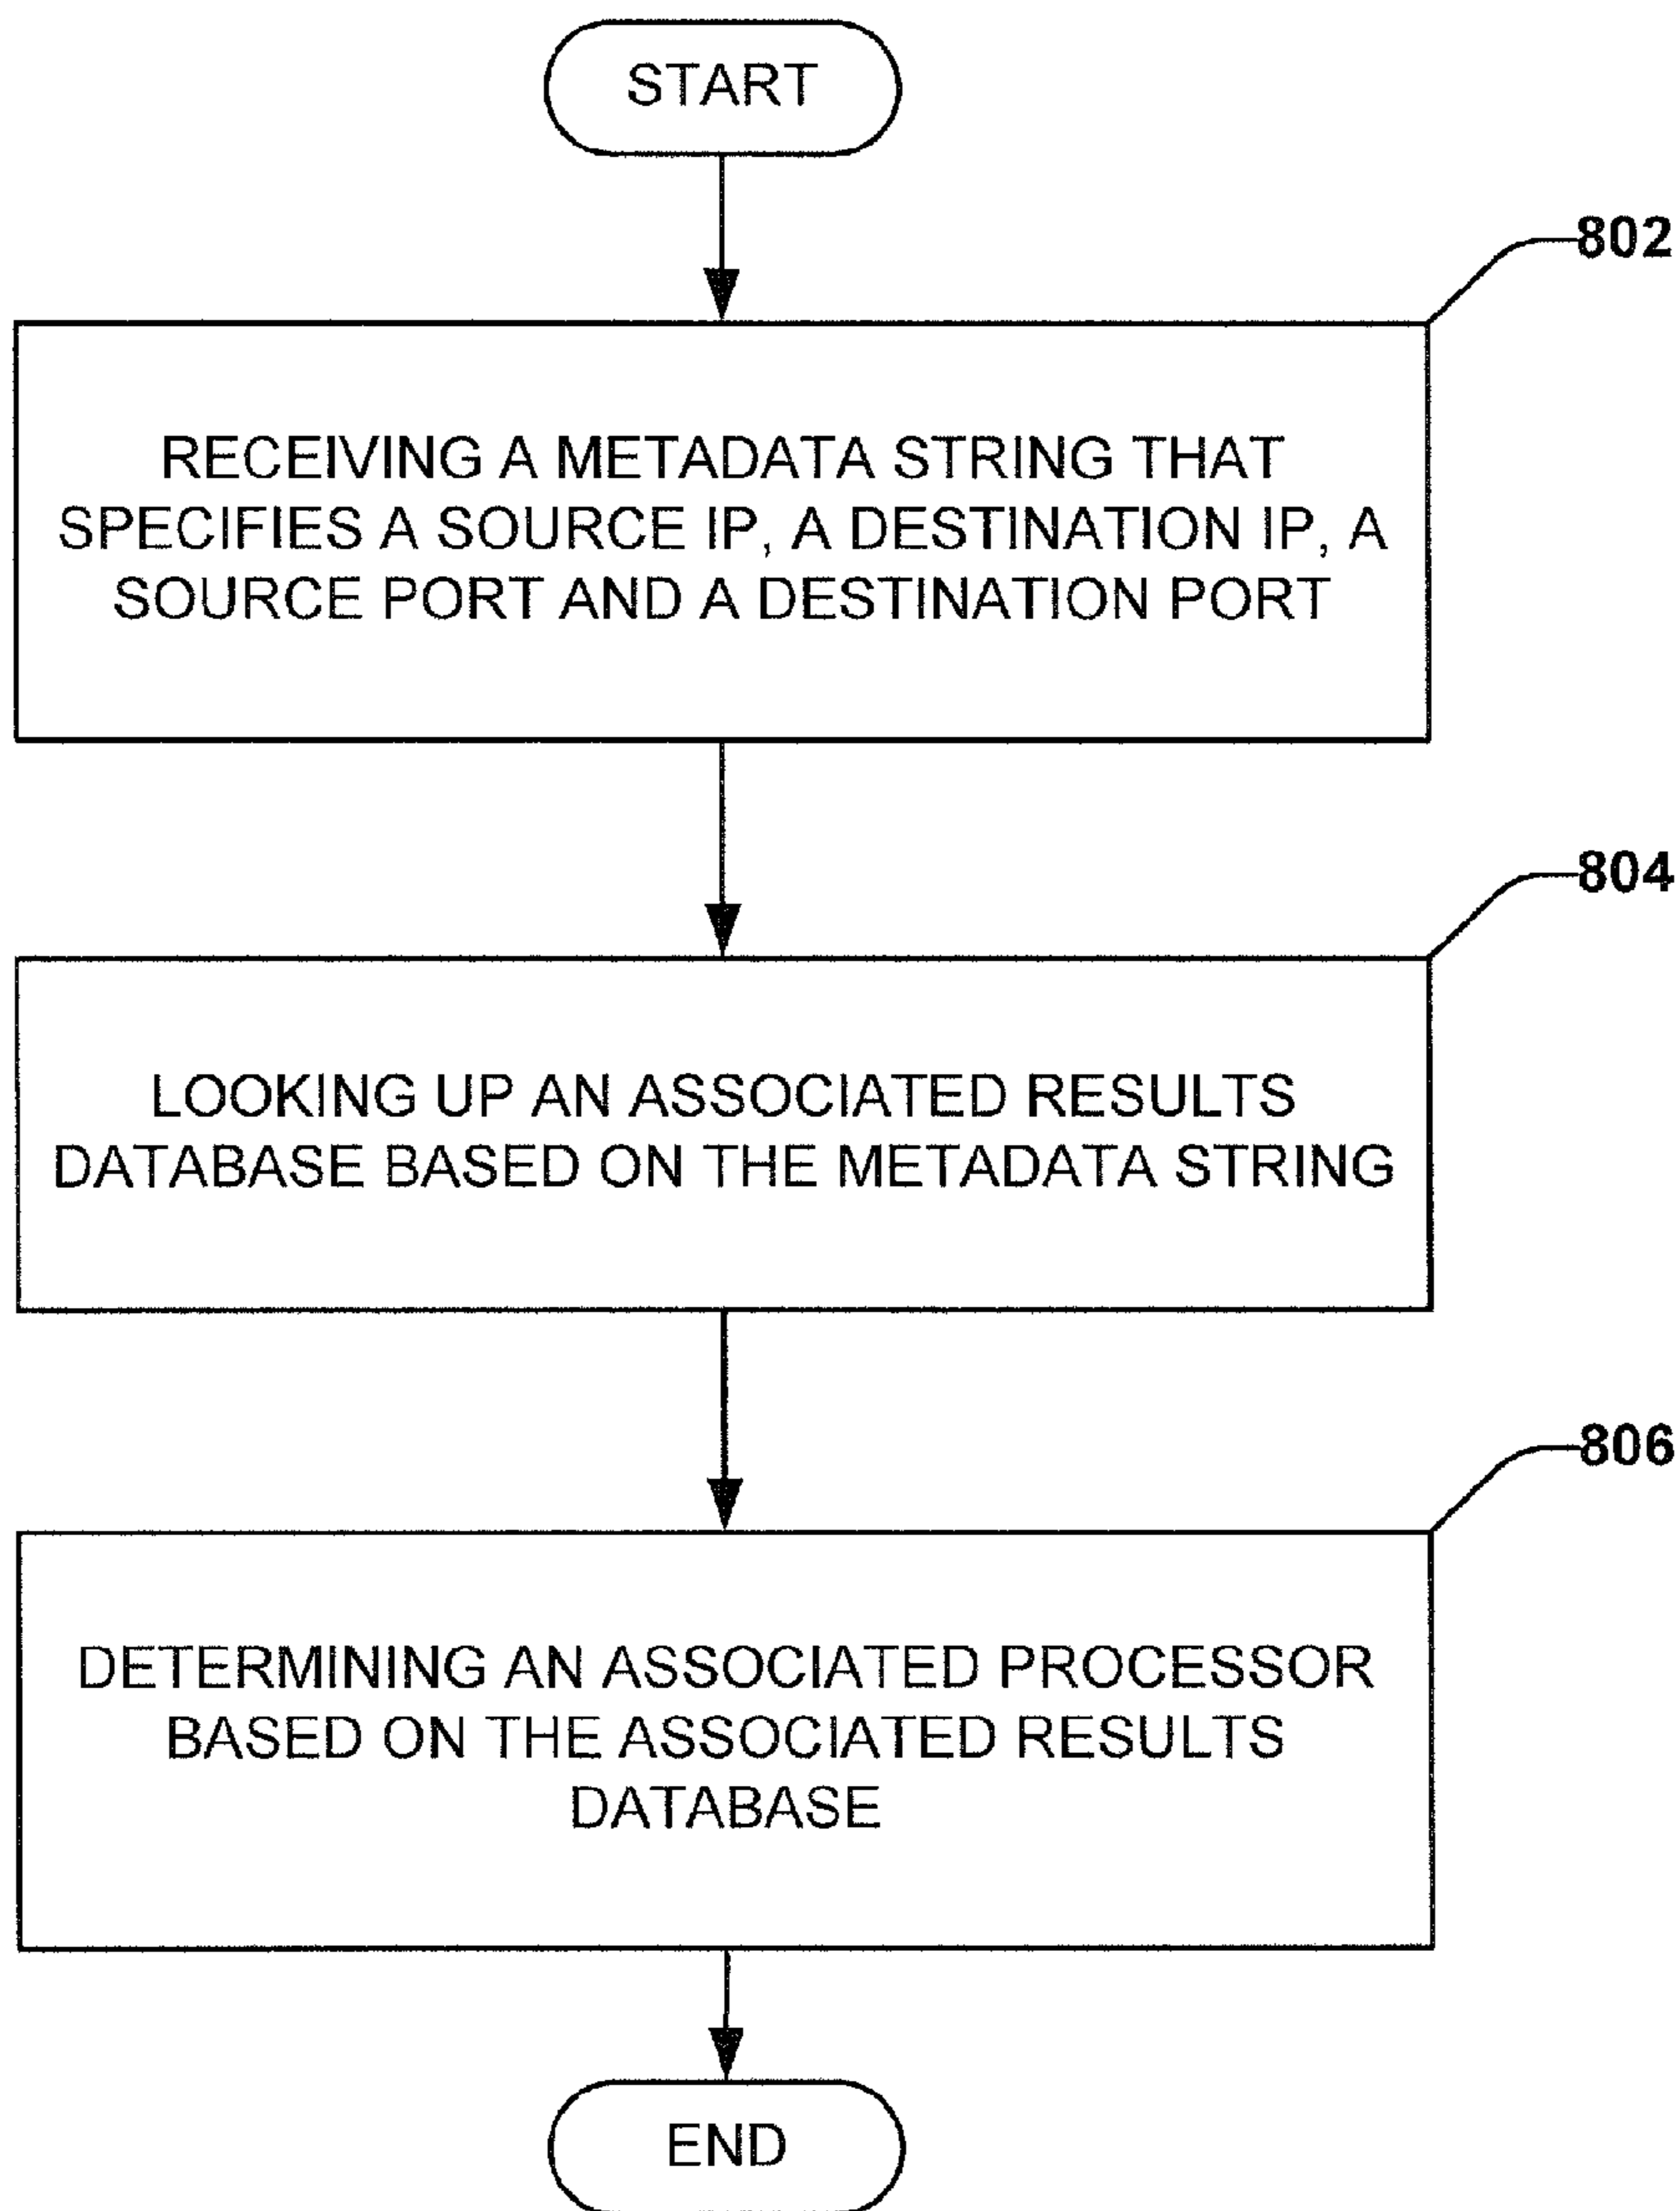 START
802
RECEIVING A METADATA STRING THAT
SPECIFIES A SOURCE IP, A DESTINATION IP, A
SOURCE PORT AND A DESTINATION PORT
804
LOOKING UP AN ASSOCIATED RESULTS
DATABASE BASED ON THE METADATA STRING
806
DETERMINING AN ASSOCIATED PROCESSOR
BASED ON THE ASSOCIATED RESULTS
DATABASE
END